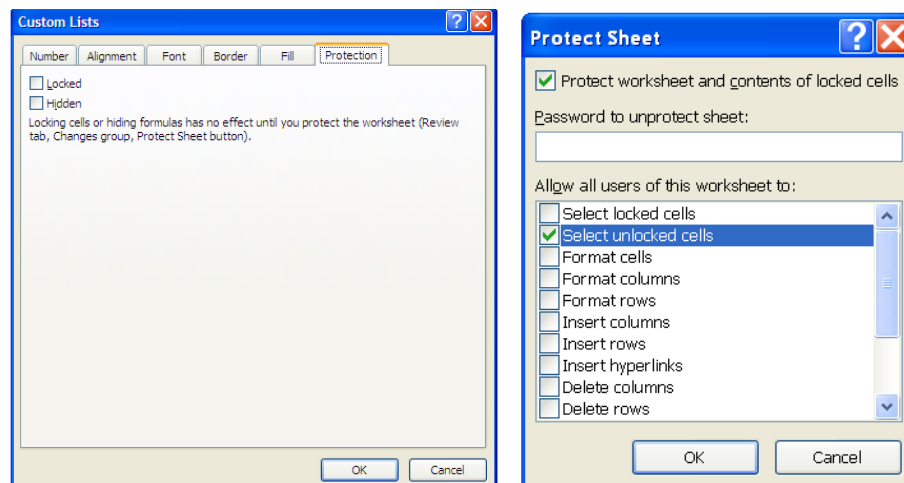 Custom Lists
Number Alignment Font Border Fill Protection
Locked
Hidden
Locking cells or hiding formulas has no effect until you protect the worksheet (Review
tab, Changes group, Protect Sheet button).
OK Cancel
Protect Sheet
Protect worksheet and contents of locked cells
Password to unprotect sheet:
Allow all users of this worksheet to:
Select locked cells
Select unlocked cells
Format cells
Format columns
Format rows
Insert columns
Insert rows
Insert hyperlinks
Delete columns
Delete rows
OK Cancel